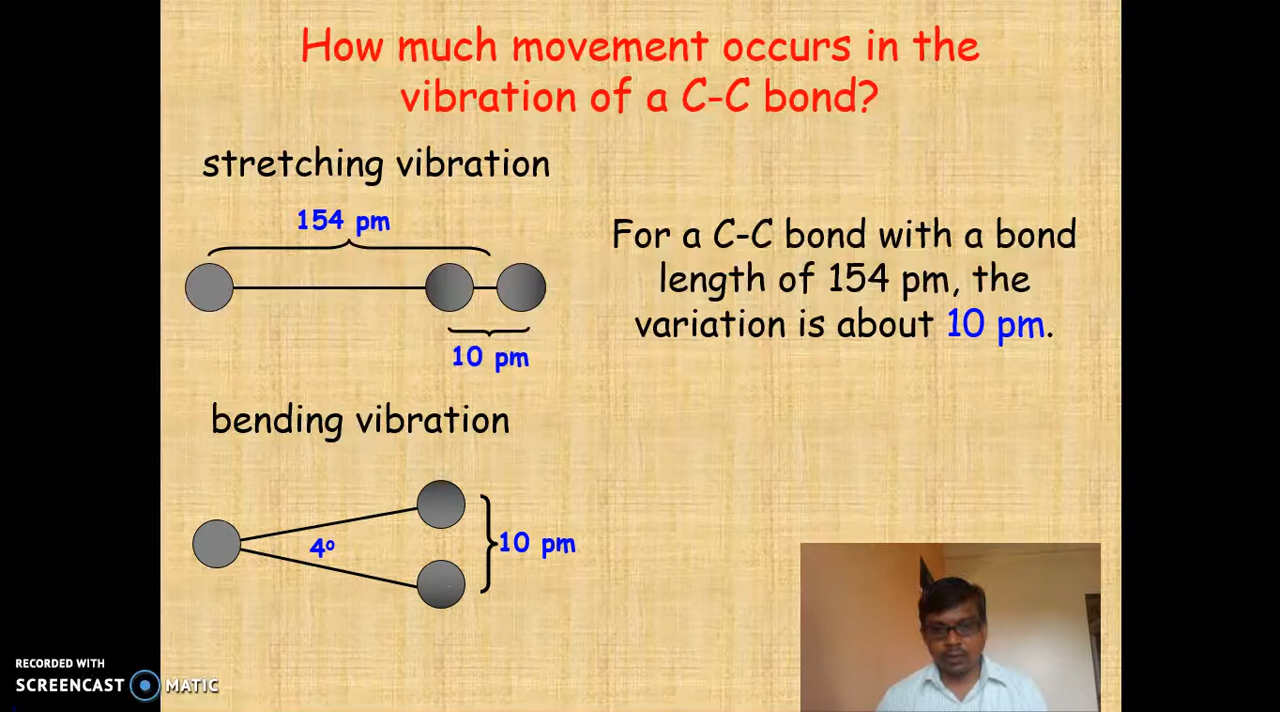 How much movement occurs in the
vibration of a C-C bond?
stretching vibration
154 pm
10 pm
For a C-C bond with a bond
length of 154 pm, the
variation is about 10 pm.
bending vibration
4º
10 pm
RECORDED WITH
SCREENCAST MATIC